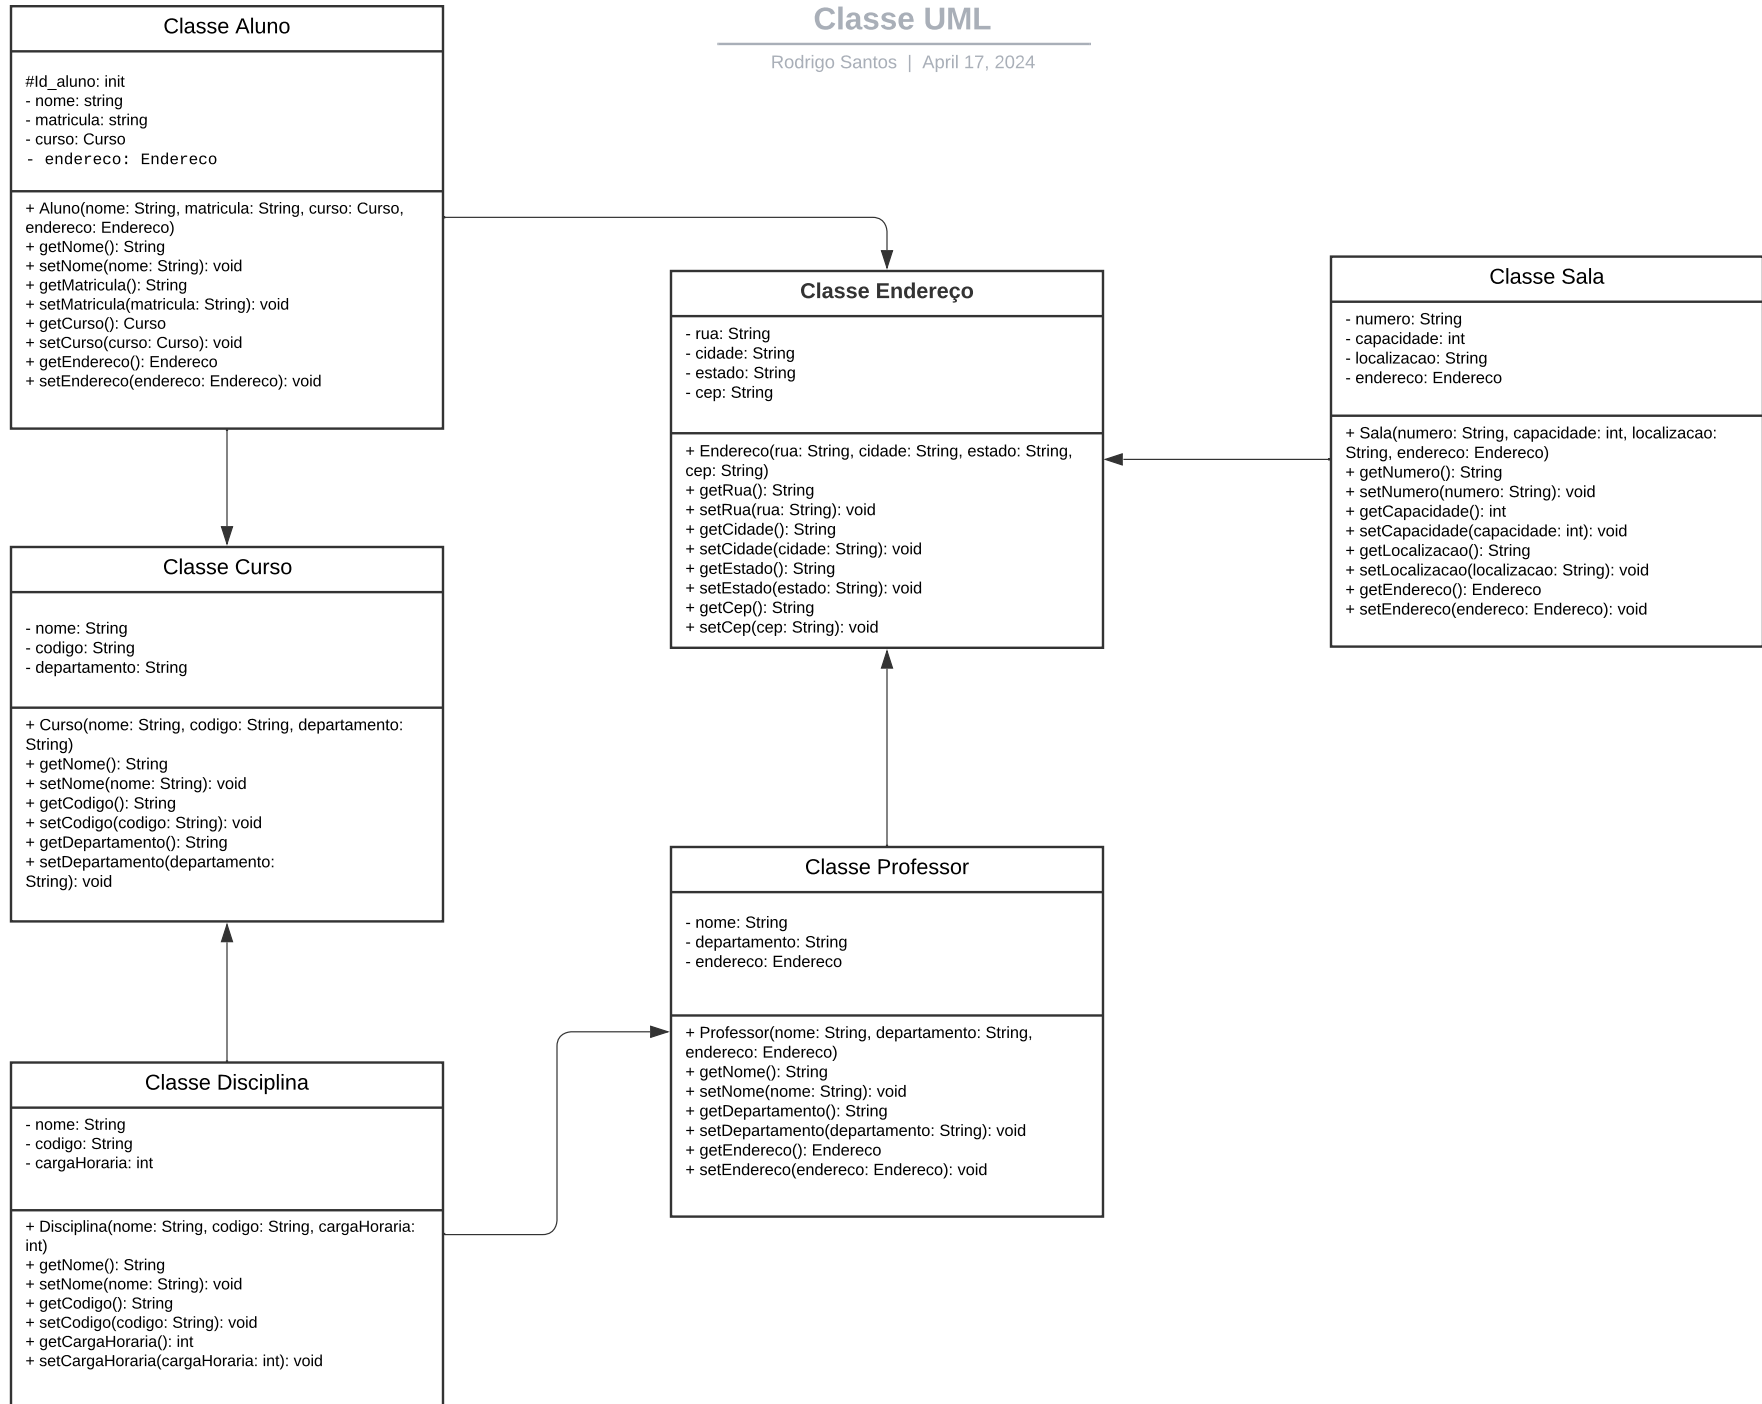 Classe UML
Rodrigo Santos | April 17, 2024
Classe Aluno
#Id_aluno: init
- nome: string
- matricula: string
- curso: Curso
- endereco: Endereco
+ Aluno(nome: String, matricula: String, curso: Curso,
endereco: Endereco)
+ getNome(): String
+ setNome(nome: String): void
+ getMatricula(): String
+ setMatricula(matricula: String): void
+ getCurso(): Curso
+ setCurso(curso: Curso): void
+ getEndereco(): Endereco
+ setEndereco(endereco: Endereco): void
Classe Endereço
- rua: String
- cidade: String
- estado: String
- cep: String
+ Endereco(rua: String, cidade: String, estado: String,
cep: String)
+ getRua(): String
+ setRua(rua: String): void
+ getCidade(): String
+ setCidade(cidade: String): void
+ getEstado(): String
+ setEstado(estado: String): void
+ getCep(): String
+ setCep(cep: String): void
Classe Sala
- numero: String
- capacidade: int
- localizacao: String
- endereco: Endereco
+ Sala(numero: String, capacidade: int, localizacao:
String, endereco: Endereco)
+ getNumero(): String
+ setNumero(numero: String): void
+ getCapacidade(): int
+ setCapacidade(capacidade: int): void
+ getLocalizacao(): String
+ setLocalizacao(localizacao: String): void
+ getEndereco(): Endereco
+ setEndereco(endereco: Endereco): void
Classe Curso
- nome: String
- codigo: String
- departamento: String
+ Curso(nome: String, codigo: String, departamento:
String)
+ getNome(): String
+ setNome(nome: String): void
+ getCodigo(): String
+ setCodigo(codigo: String): void
+ getDepartamento(): String
+ setDepartamento(departamento:
String): void
Classe Professor
- nome: String
- departamento: String
- endereco: Endereco
+ Professor(nome: String, departamento: String,
endereco: Endereco)
+ getNome(): String
+ setNome(nome: String): void
+ getDepartamento(): String
+ setDepartamento(departamento: String): void
+ getEndereco(): Endereco
+ setEndereco(endereco: Endereco): void
Classe Disciplina
- nome: String
- codigo: String
- cargaHoraria: int
+ Disciplina(nome: String, codigo: String, cargaHoraria:
int)
+ getNome(): String
+ setNome(nome: String): void
+ getCodigo(): String
+ setCodigo(codigo: String): void
+ getCargaHoraria(): int
+ setCargaHoraria(cargaHoraria: int): void